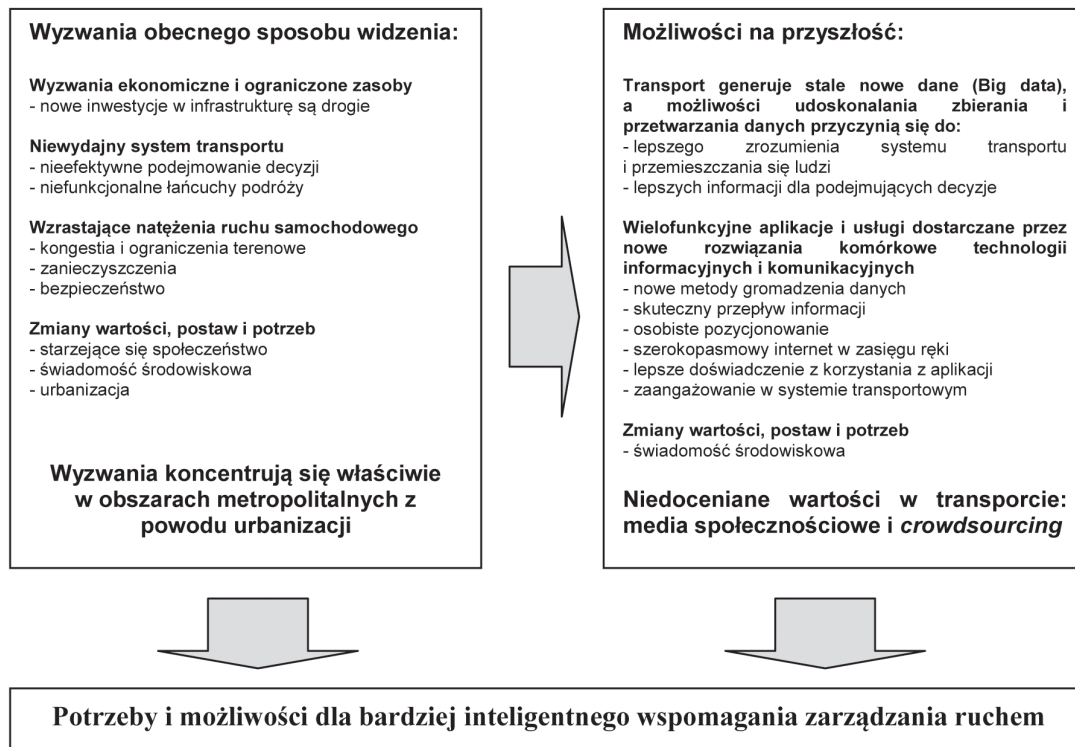 Wyzwania obecnego sposobu widzenia:
Wyzwania ekonomiczne i ograniczone zasoby
- nowe inwestycje w infrastrukturę są drogie
Niewydajny system transportu
- nieefektywne podejmowanie decyzji
- niefunkcjonalne łańcuchy podróży
Wzrastające natężenia ruchu samochodowego
- kongestia i ograniczenia terenowe
- zanieczyszczenia
- bezpieczeństwo
Zmiany wartości, postaw i potrzeb
- starzejące się społeczeństwo
- świadomość środowiskowa
- urbanizacja
Wyzwania koncentrują się właściwie
w obszarach metropolitalnych z
powodu urbanizacji
Możliwości na przyszłość:
Transport generuje stale nowe dane (Big data),
a możliwości udoskonalania zbierania i
przetwarzania danych przyczynią się do:
- lepszego zrozumienia systemu transportu
i przemieszczania się ludzi
- lepszych informacji dla podejmujących decyzje
Wielofunkcyjne aplikacje i usługi dostarczane przez
nowe rozwiązania komórkowe technologii
informacyjnych i komunikacyjnych
- nowe metody gromadzenia danych
- skuteczny przepływ informacji
- osobiste pozycjonowanie
- szerokopasmowy internet w zasięgu ręki
- lepsze doświadczenie z korzystania z aplikacji
- zaangażowanie w systemie transportowym
Zmiany wartości, postaw i potrzeb
- świadomość środowiskowa
Niedoceniane wartości w transporcie:
media społecznościowe i crowdsourcing
Potrzeby i możliwości dla bardziej inteligentnego wspomagania zarządzania ruchem